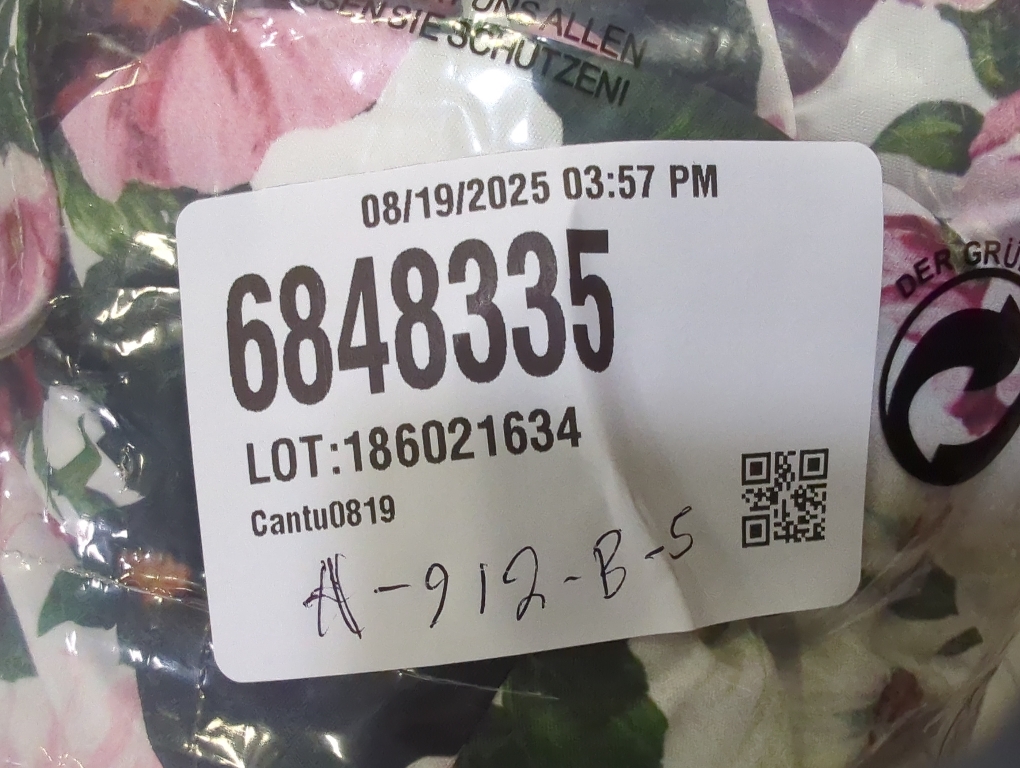 UNS ALLEN
SSEN SIE SCHÜTZEN!
08/19/2025 03:57 PM
6848335
LOT:186021634
Cantu0819
A-912-B-5
DER GRÜ